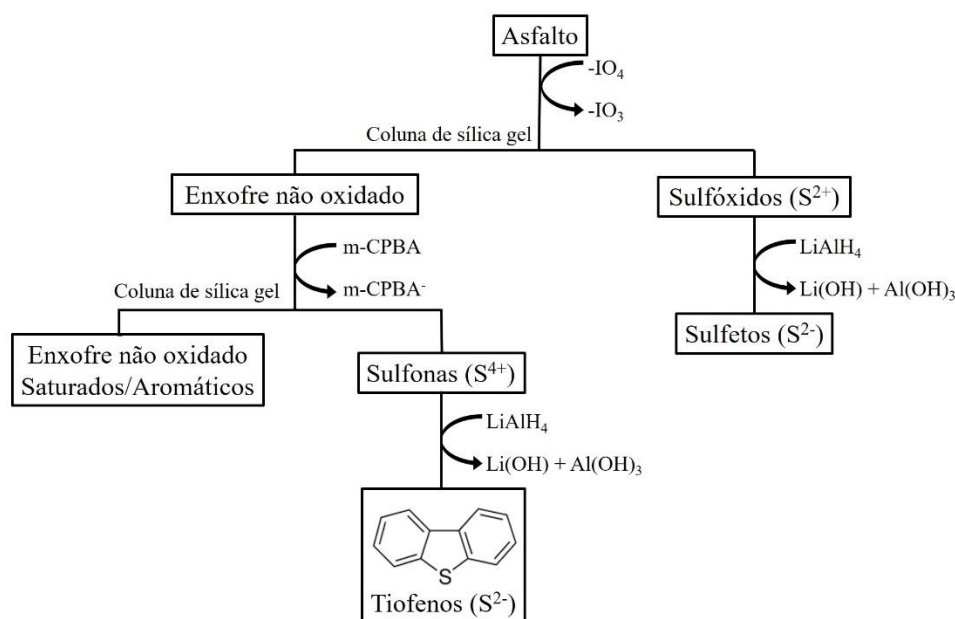 Asfalto
-IO₄
-IO₃
Coluna de sílica gel
Enxofre não oxidado
Sulfóxidos (S²⁺)
m-CPBA
m-CPBA⁻
LiAlH₄
Li(OH) + Al(OH)₃
Coluna de sílica gel
Sulfetos (S²⁻)
Enxofre não oxidado
Saturados/Aromáticos
Sulfonas (S⁴⁺)
LiAlH₄
Li(OH) + Al(OH)₃
S
Tiofenos (S²⁻)